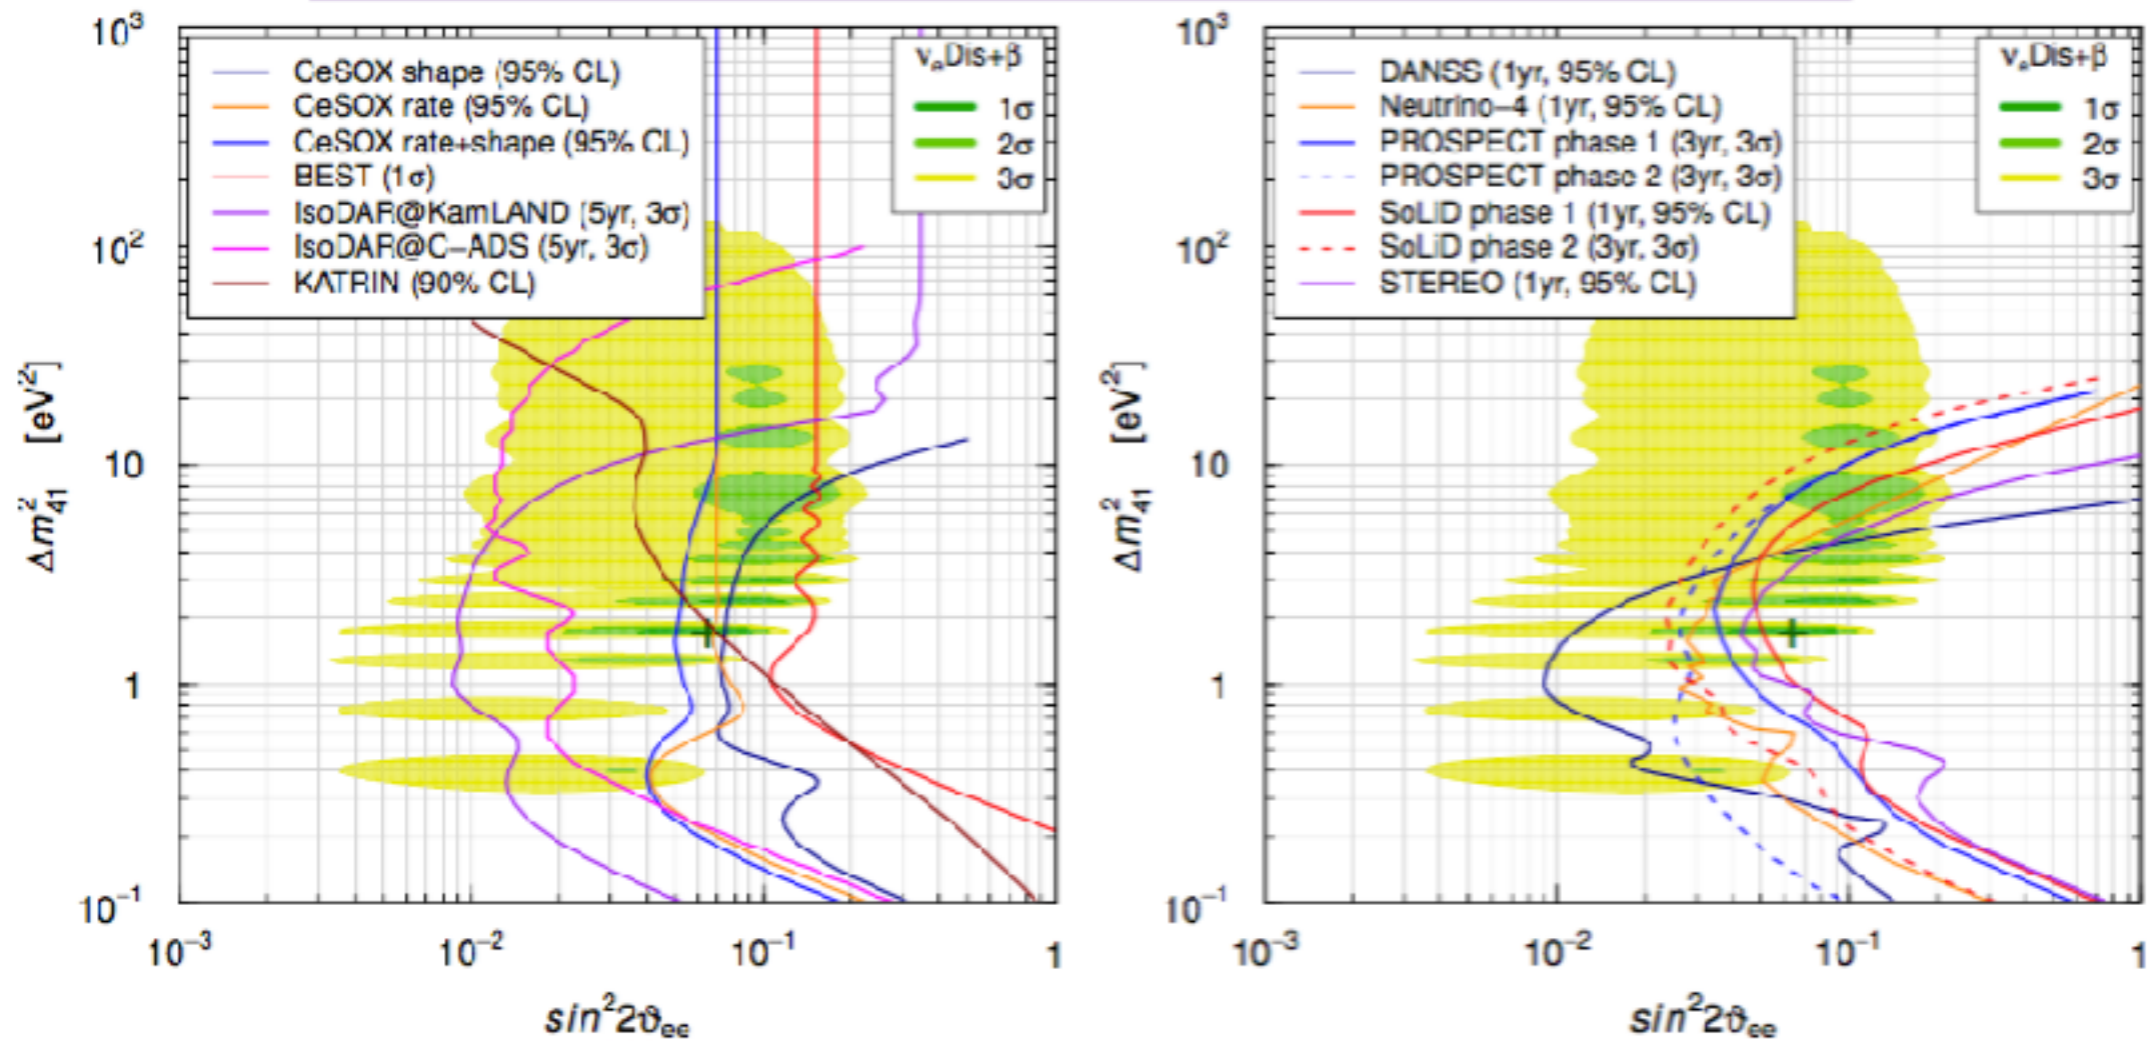 CeSOX shape (95% CL)
CeSOX rate (95% CL)
CeSOX rate+shape (95% CL)
BEST (1σ)
IsoDAR@KamLAND (5yr, 3σ)
IsoDAR@C−ADS (5yr, 3σ)
KATRIN (90% CL)
νₑDis+β
1σ
2σ
3σ
10³
10²
10
1
10⁻¹
Δm²₄₁ [eV²]
10⁻³ 10⁻² 10⁻¹ 1
sin²2ϑₑₑ
DANSS (1yr, 95% CL)
Neutrino−4 (1yr, 95% CL)
PROSPECT phase 1 (3yr, 3σ)
PROSPECT phase 2 (3yr, 3σ)
SoLiD phase 1 (1yr, 95% CL)
SoLiD phase 2 (3yr, 3σ)
STEREO (1yr, 95% CL)
νₑDis+β
1σ
2σ
3σ
10³
10²
10
1
10⁻¹
Δm²₄₁ [eV²]
10⁻³ 10⁻² 10⁻¹ 1
sin²2ϑₑₑ